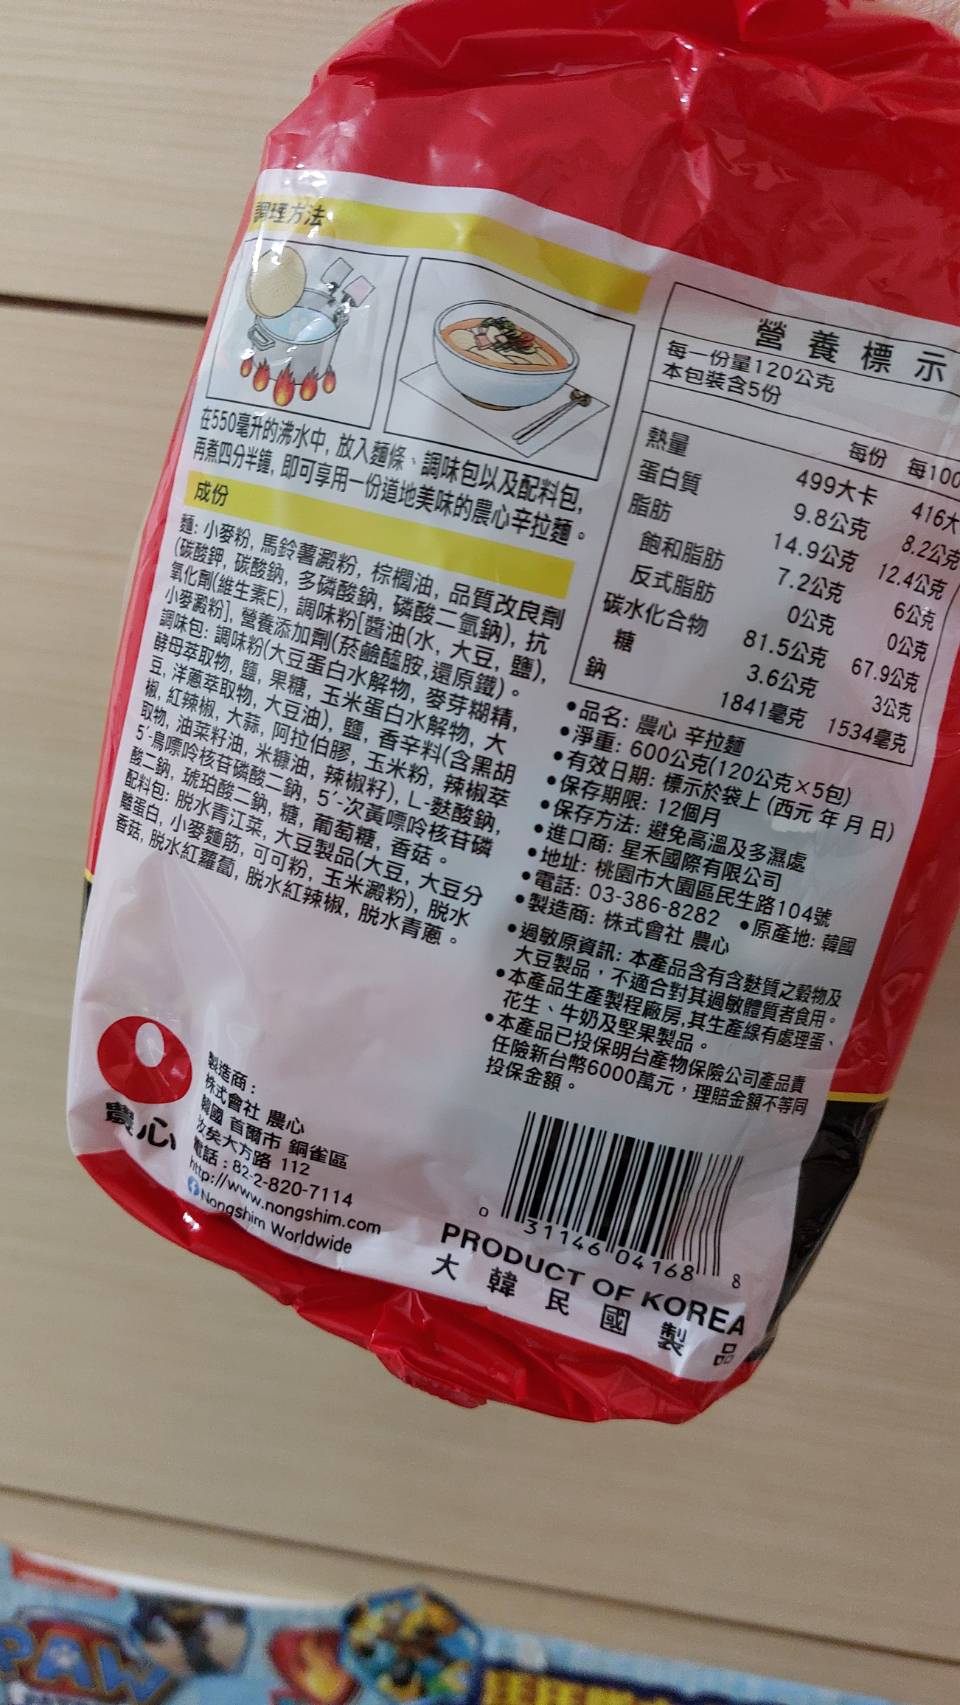 調理方法
在550毫升的沸水中, 放入麵條、調味包以及配料包,
再煮四分半鐘, 即可享用一份道地美味的農心辛拉麵。
成份
麵: 小麥粉, 馬鈴薯澱粉, 棕櫚油, 品質改良劑
(碳酸鉀, 碳酸鈉, 多磷酸鈉, 磷酸二氫鈉), 抗
氧化劑(維生素E), 調味粉[醬油(水, 大豆, 鹽),
小麥澱粉], 營養添加劑(菸鹼醯胺,還原鐵)。
調味包: 調味粉(大豆蛋白水解物, 麥芽糊精,
酵母萃取物, 鹽, 果糖, 玉米蛋白水解物, 大
豆, 洋蔥萃取物, 大豆油), 鹽, 香辛料(含黑胡
椒, 紅辣椒, 大蒜, 阿拉伯膠, 玉米粉, 辣椒萃
取物, 油菜籽油, 米糠油, 辣椒籽), L-麩酸鈉,
5´-鳥嘌呤核苷磷酸二鈉, 5´-次黃嘌呤核苷磷
酸二鈉, 琥珀酸二鈉, 糖, 葡萄糖, 香菇。
配料包: 脫水青江菜, 大豆製品(大豆, 大豆分
離蛋白, 小麥麵筋, 可可粉, 玉米澱粉), 脫水
香菇, 脫水紅蘿蔔, 脫水紅辣椒, 脫水青蔥。
農心
製造商:
株式會社 農心
韓國 首爾市 銅雀區
汝矣大方路 112
電話 : 82-2-820-7114
http://www.nongshim.com
Nongshim Worldwide
營養標示
每一份量120公克
本包裝含5份
每份 每100
熱量 499大卡 416大
蛋白質 9.8公克 8.2公克
脂肪 14.9公克 12.4公克
飽和脂肪 7.2公克 6公克
反式脂肪 0公克 0公克
碳水化合物 81.5公克 67.9公克
糖 3.6公克 3公克
鈉 1841毫克 1534毫克
•品名: 農心 辛拉麵
•淨重: 600公克(120公克×5包)
•有效日期: 標示於袋上 (西元 年 月 日)
•保存期限: 12個月
•保存方法: 避免高溫及多濕處
•進口商: 星禾國際有限公司
•地址: 桃園市大園區民生路104號
•電話: 03-386-8282 •原產地: 韓國
•製造商: 株式會社 農心
•過敏原資訊: 本產品含有含麩質之穀物及
大豆製品，不適合對其過敏體質者食用。
•本產品生產製程廠房,其生產線有處理蛋、
花生、牛奶及堅果製品。
•本產品已投保明台產物保險公司產品責
任險新台幣6000萬元，理賠金額不等同
投保金額。
0 31146 04168 8
PRODUCT OF KOREA
大韓民國製品
PAW